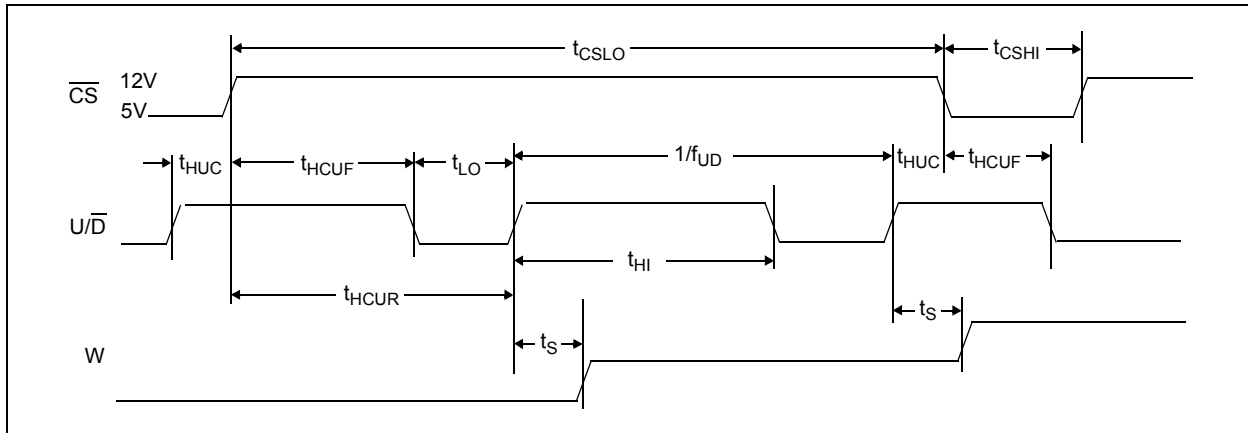 tCSLO tCSHI
12V
CS
5V
tHUC tHCUF tLO 1/fUD tHUC tHCUF
U/D
tHI
tHCUR
tS
tS
W